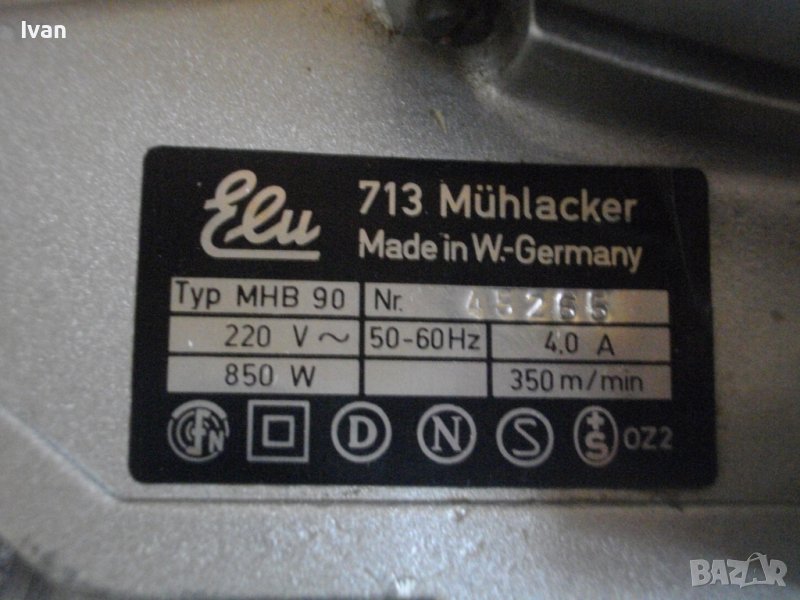 Ivan
Elu
713 Mühlacker
Made in W.-Germany
Typ MHB 90 Nr. 45265
220 V ~ 50-60Hz 4.0 A
850 W 350 m/min
D N S +S OZ2
BAZAR